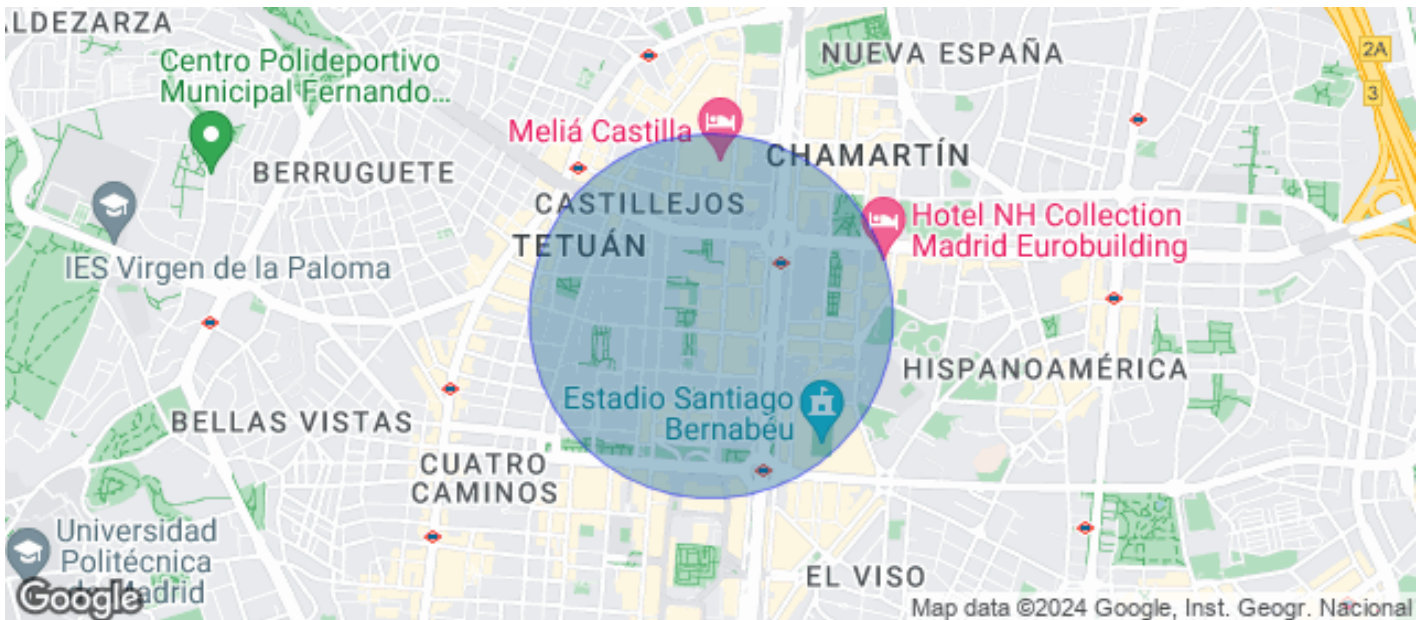 ALDEZARZA
Centro Polideportivo
Municipal Fernando...
NUEVA ESPAÑA
2A
3
Meliá Castilla
CHAMARTÍN
BERRUGUETE
CASTILLEJOS
TETUÁN
Hotel NH Collection
Madrid Eurobuilding
IES Virgen de la Paloma
HISPANOAMÉRICA
Estadio Santiago
Bernabéu
BELLAS VISTAS
CUATRO
CAMINOS
Universidad
Politécnica
de Madrid
EL VISO
Google
Map data ©2024 Google, Inst. Geogr. Nacional